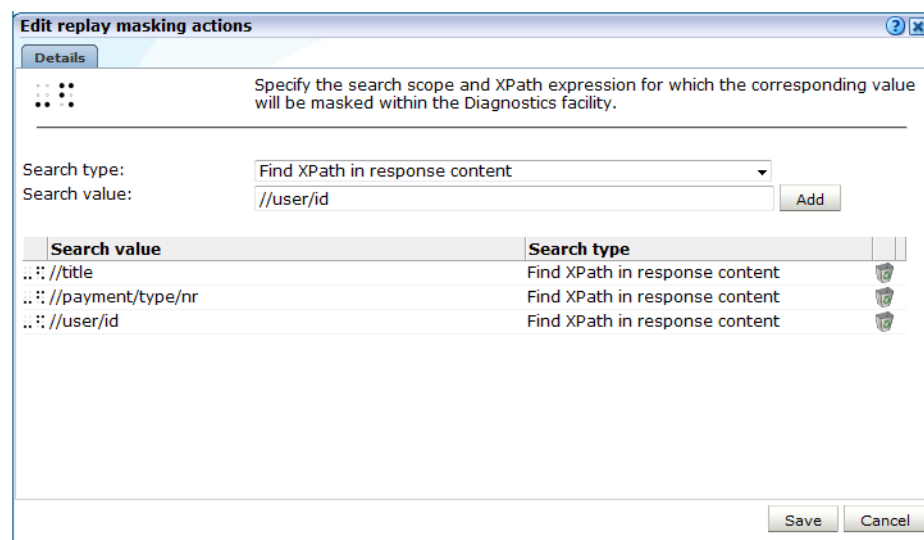 Edit replay masking actions
Details
Specify the search scope and XPath expression for which the corresponding value
will be masked within the Diagnostics facility.
Search type:
Find XPath in response content
Search value:
//user/id
Add
Search value Search type
//title Find XPath in response content
//payment/type/nr Find XPath in response content
//user/id Find XPath in response content
Save Cancel